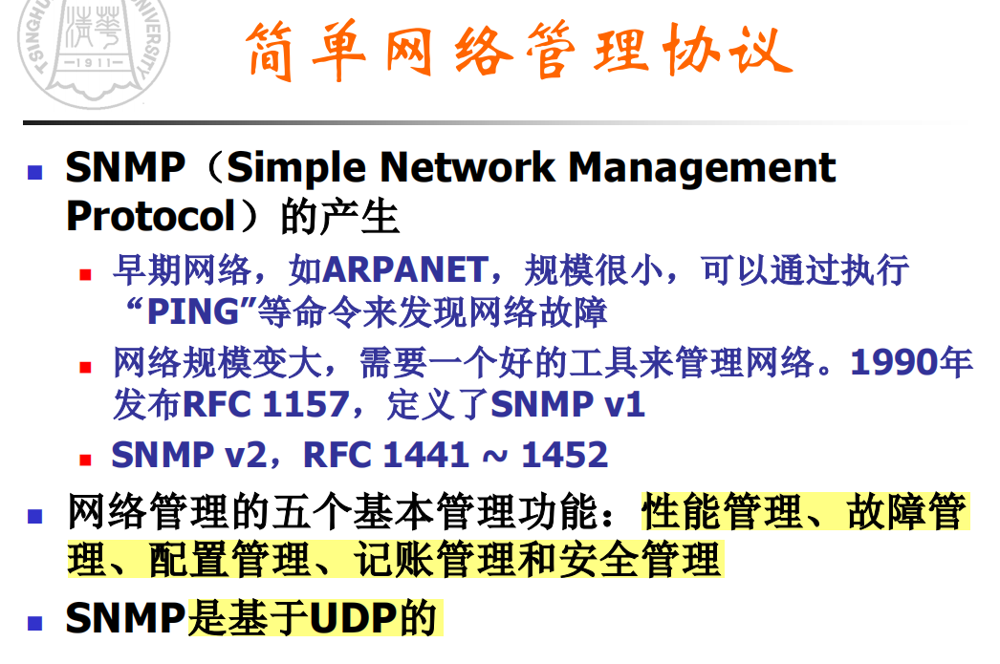 TSINGHUA UNIVERSITY
清华
1911
简单网络管理协议
SNMP（Simple Network Management
Protocol）的产生
早期网络，如ARPANET，规模很小，可以通过执行
“PING”等命令来发现网络故障
网络规模变大，需要一个好的工具来管理网络。1990年
发布RFC 1157，定义了SNMP v1
SNMP v2，RFC 1441 ~ 1452
网络管理的五个基本管理功能：性能管理、故障管
理、配置管理、记账管理和安全管理
SNMP是基于UDP的